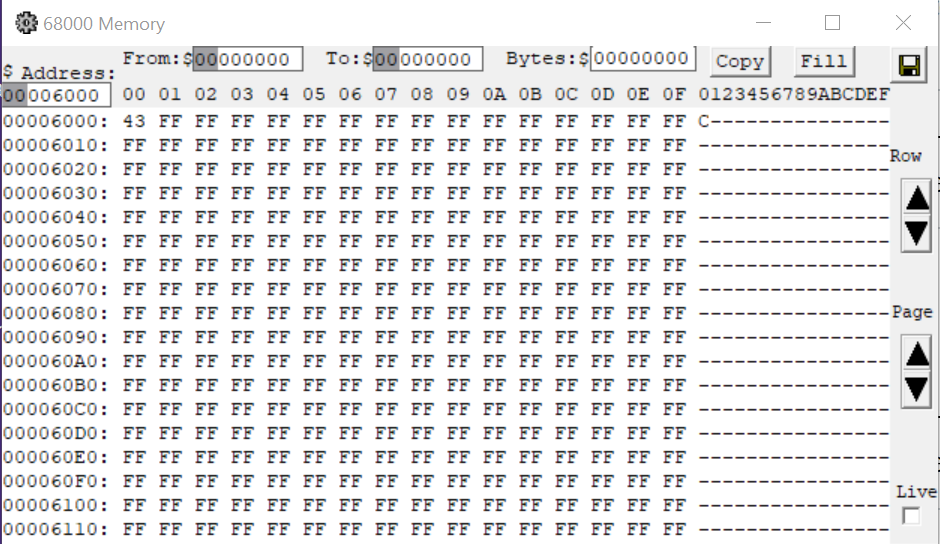 68000 Memory
From:$00000000 To:$00000000 Bytes:$00000000 Copy Fill
$ Address:
00006000 00 01 02 03 04 05 06 07 08 09 0A 0B 0C 0D 0E 0F 0123456789ABCDEF
00006000: 43 FF FF FF FF FF FF FF FF FF FF FF FF FF FF FF C---------------
00006010: FF FF FF FF FF FF FF FF FF FF FF FF FF FF FF FF ----------------
Row
00006020: FF FF FF FF FF FF FF FF FF FF FF FF FF FF FF FF ----------------
00006030: FF FF FF FF FF FF FF FF FF FF FF FF FF FF FF FF ----------------
00006040: FF FF FF FF FF FF FF FF FF FF FF FF FF FF FF FF ----------------
00006050: FF FF FF FF FF FF FF FF FF FF FF FF FF FF FF FF ----------------
00006060: FF FF FF FF FF FF FF FF FF FF FF FF FF FF FF FF ----------------
00006070: FF FF FF FF FF FF FF FF FF FF FF FF FF FF FF FF ----------------
00006080: FF FF FF FF FF FF FF FF FF FF FF FF FF FF FF FF ----------------
Page
00006090: FF FF FF FF FF FF FF FF FF FF FF FF FF FF FF FF ----------------
000060A0: FF FF FF FF FF FF FF FF FF FF FF FF FF FF FF FF ----------------
000060B0: FF FF FF FF FF FF FF FF FF FF FF FF FF FF FF FF ----------------
000060C0: FF FF FF FF FF FF FF FF FF FF FF FF FF FF FF FF ----------------
000060D0: FF FF FF FF FF FF FF FF FF FF FF FF FF FF FF FF ----------------
000060E0: FF FF FF FF FF FF FF FF FF FF FF FF FF FF FF FF ----------------
000060F0: FF FF FF FF FF FF FF FF FF FF FF FF FF FF FF FF ----------------
Live
00006100: FF FF FF FF FF FF FF FF FF FF FF FF FF FF FF FF ----------------
00006110: FF FF FF FF FF FF FF FF FF FF FF FF FF FF FF FF ----------------